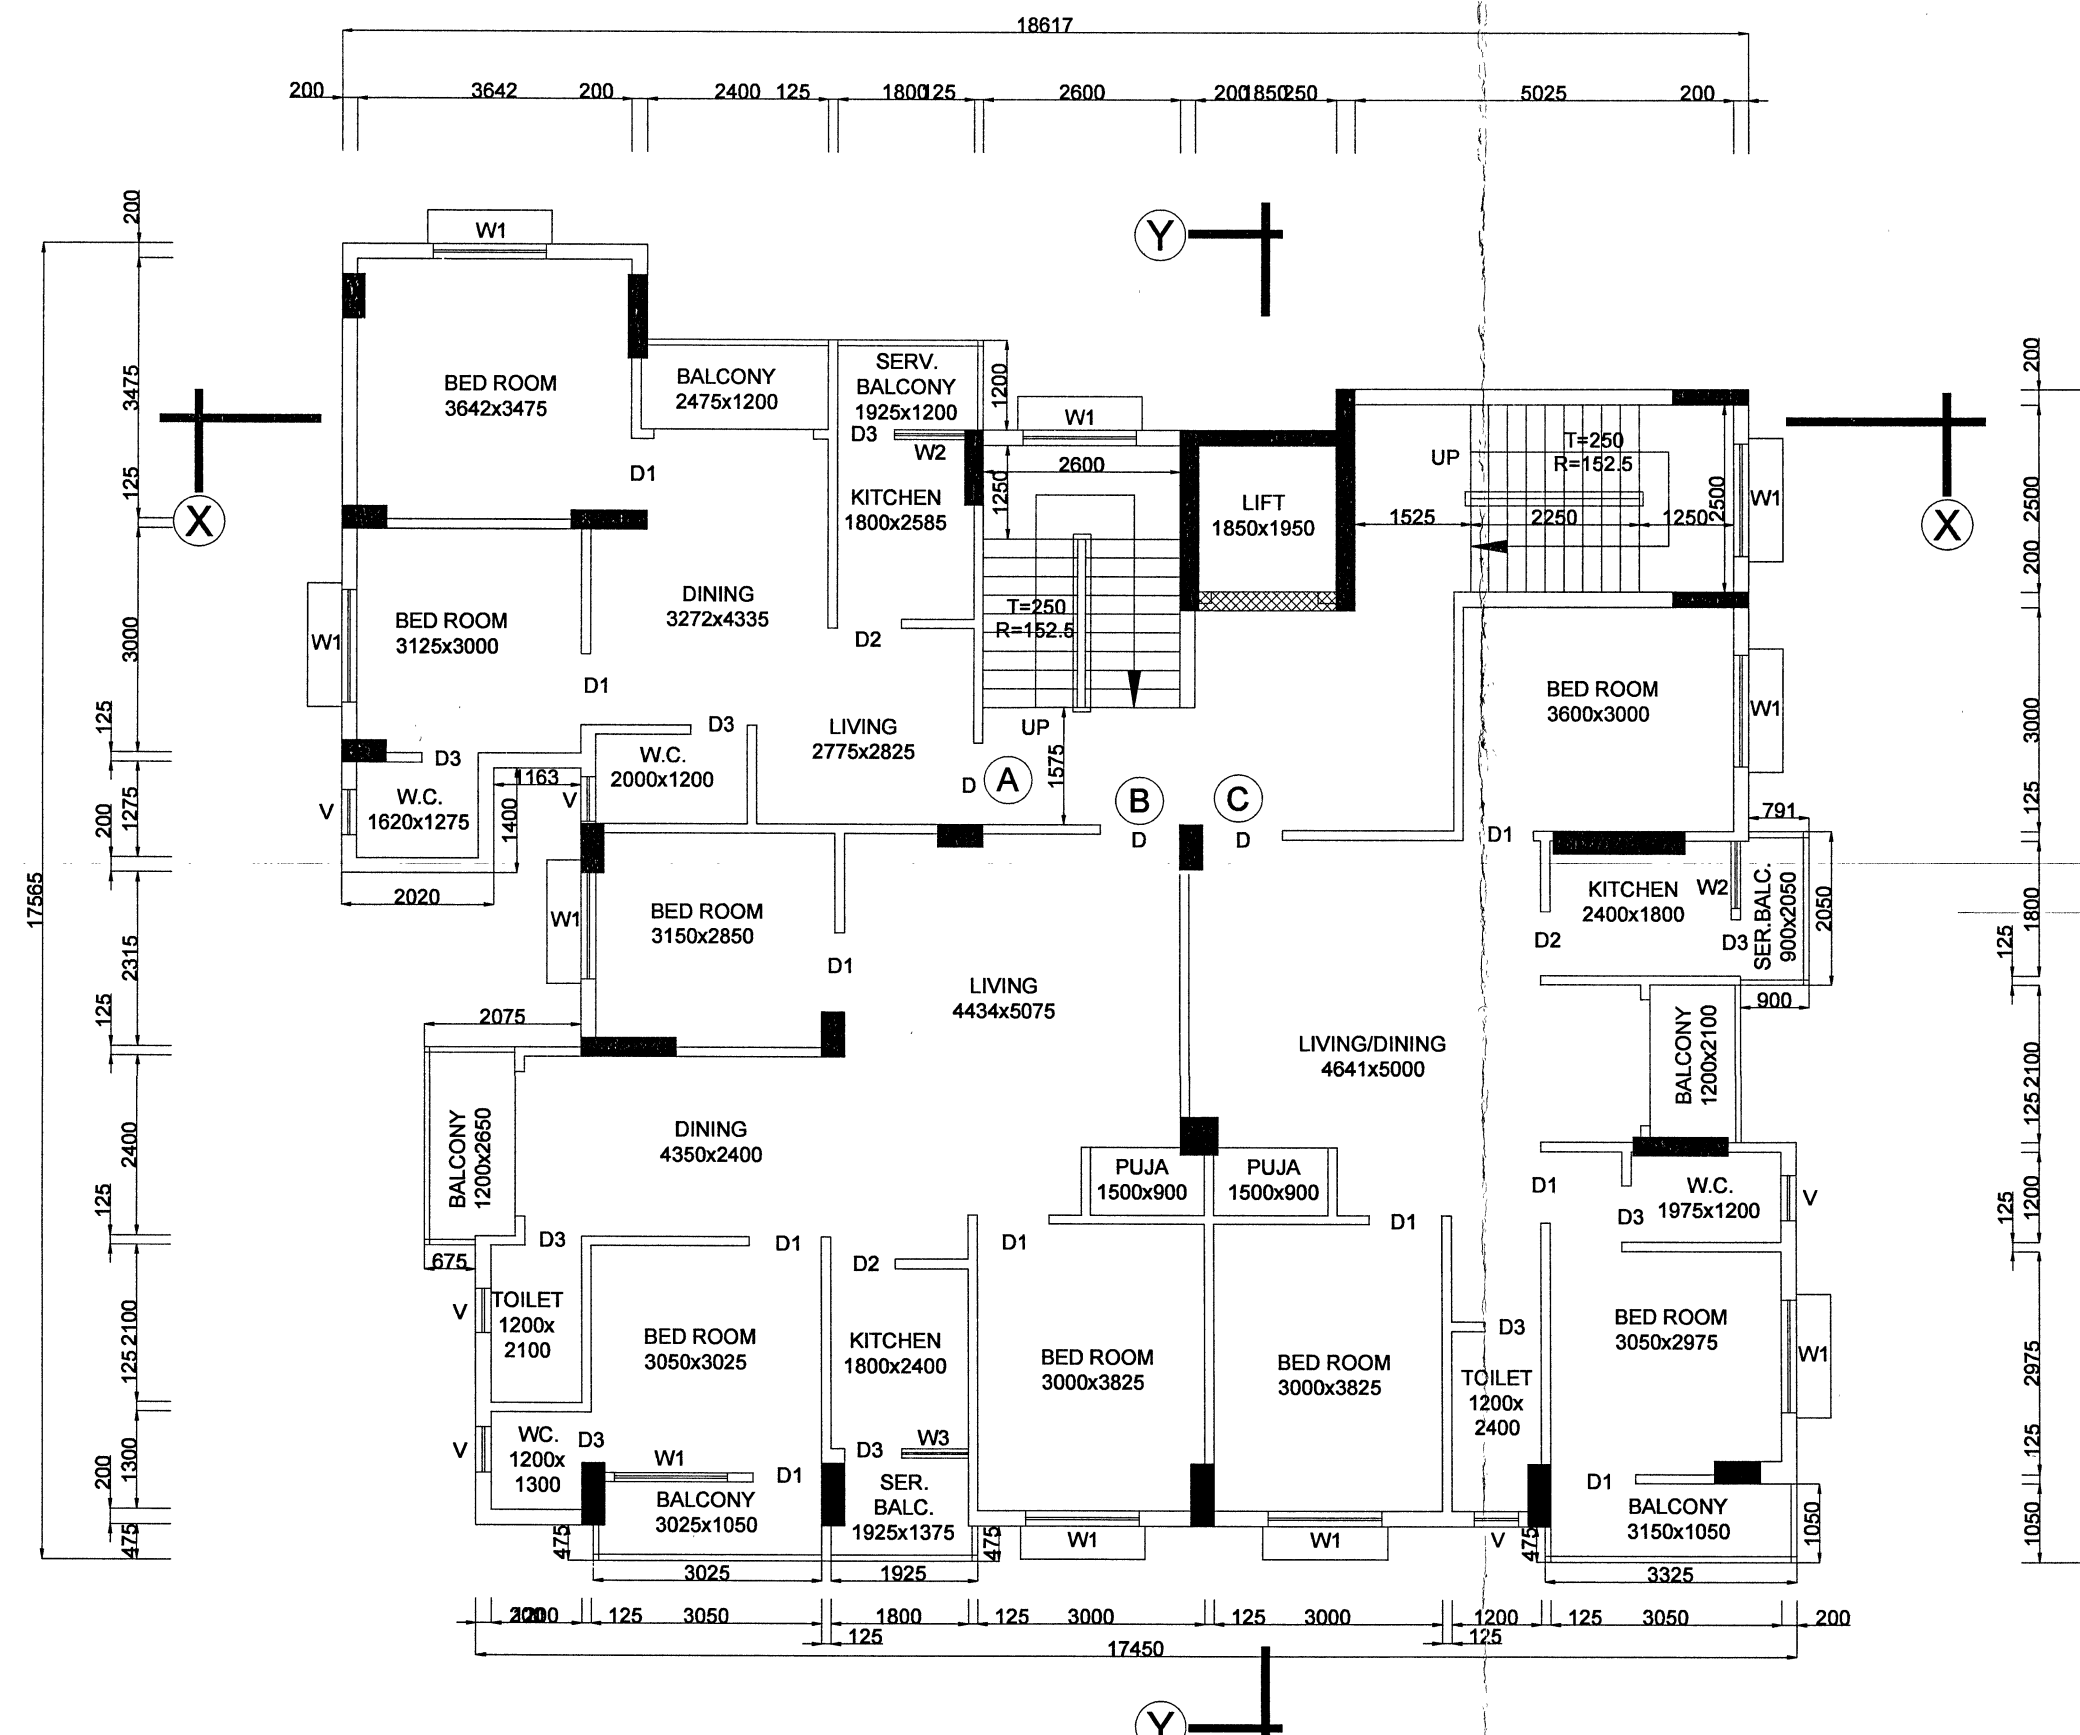 18617
200
3642
200
2400
125
1800
125
2600
200
1850
250
5025
200
Y
200
W1
3475
BED ROOM
3642x3475
BALCONY
2475x1200
SERV.
BALCONY
1925x1200
1200
W1
D3
W2
2600
1250
200
UP
T=250
R=152.5
W1
2500
1525
2250
1250
2500
200
X
X
125
D1
KITCHEN
1800x2585
LIFT
1850x1950
3000
W1
BED ROOM
3125x3000
DINING
3272x4335
D2
T=250
R=152.5
D1
BED ROOM
3600x3000
W1
3000
125
D3
D3
W.C.
2000x1200
LIVING
2775x2825
UP
1575
D
A
B
C
D
D
125
1275
200
V
W.C.
1620x1275
1163
V
1400
2020
D1
791
17565
2315
W1
BED ROOM
3150x2850
D1
KITCHEN
2400x1800
W2
SER.BALC.
900x2050
2050
1800
D2
D3
125
900
LIVING
4434x5075
125
2075
LIVING/DINING
4641x5000
BALCONY
1200x2100
2100
125
2400
BALCONY
1200x2650
DINING
4350x2400
PUJA
1500x900
PUJA
1500x900
D1
W.C.
1975x1200
V
1200
D3
125
125
D3
D1
D2
D1
D1
675
2100
V
TOILET
1200x
2100
BED ROOM
3050x3025
KITCHEN
1800x2400
BED ROOM
3000x3825
BED ROOM
3000x3825
D3
TOILET
1200x
2400
BED ROOM
3050x2975
W1
2975
125
1300
200
475
V
WC.
1200x
1300
D3
W1
D1
BALCONY
3025x1050
D3
W3
SER.
BALC.
1925x1375
D1
BALCONY
3150x1050
125
1050
1050
475
475
W1
W1
V
475
3025
1925
3325
200
1200
125
3050
125
1800
125
3000
125
3000
125
1200
125
3050
200
17450
Y